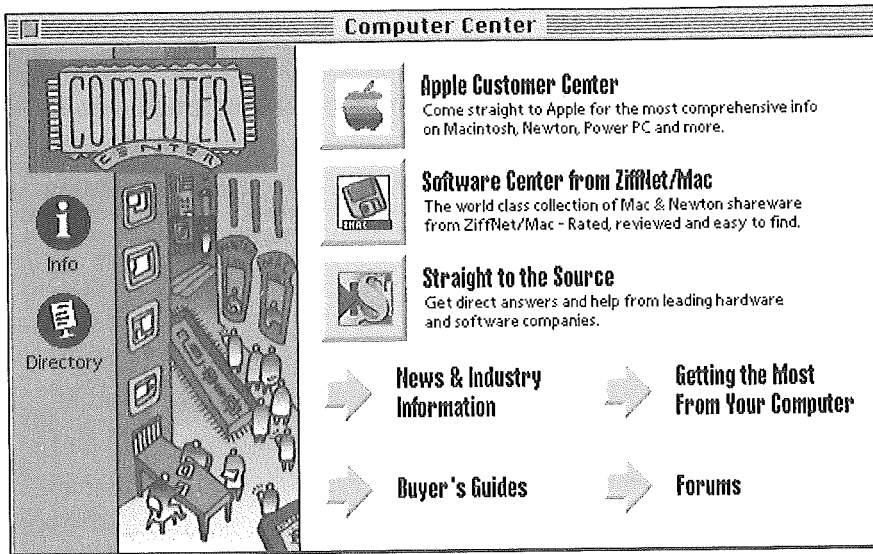 Computer Center
COMPUTER
CENTER
Info
Directory
Apple Customer Center
Come straight to Apple for the most comprehensive info
on Macintosh, Newton, Power PC and more.
ZMAC
Software Center from ZiffNet/Mac
The world class collection of Mac & Newton shareware
from ZiffNet/Mac - Rated, reviewed and easy to find.
Straight to the Source
Get direct answers and help from leading hardware
and software companies.
News & Industry
Information
Getting the Most
From Your Computer
Buyer's Guides
Forums